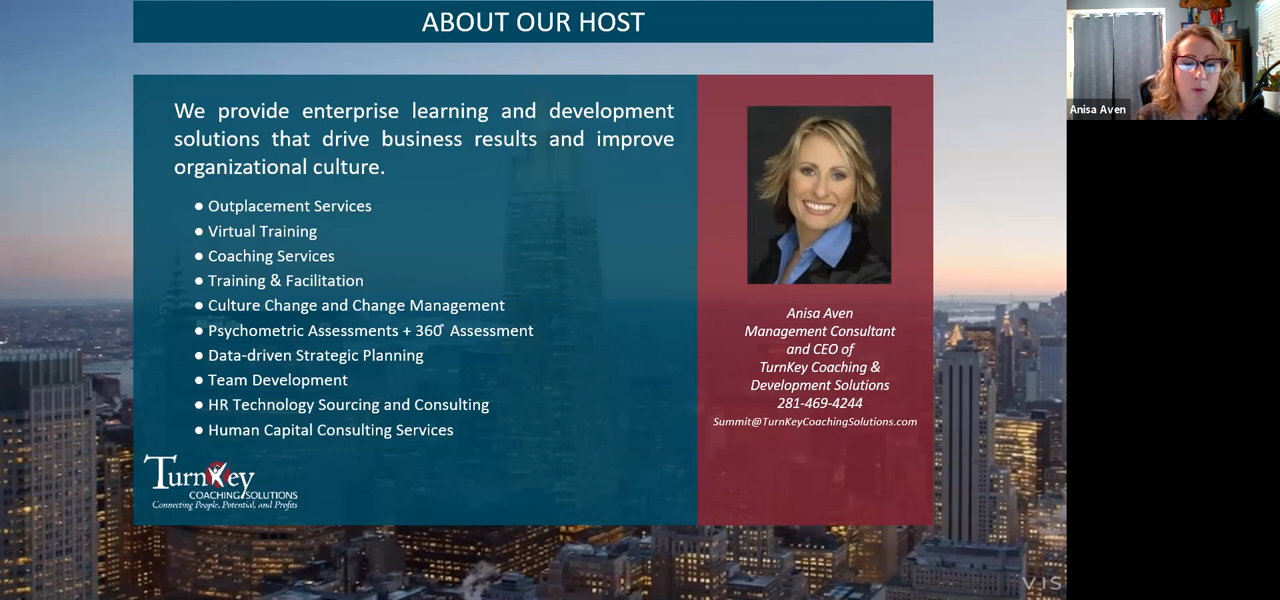 ABOUT OUR HOST
We provide enterprise learning and development
solutions that drive business results and improve
organizational culture.
● Outplacement Services
● Virtual Training
● Coaching Services
● Training & Facilitation
● Culture Change and Change Management
● Psychometric Assessments + 360° Assessment
● Data-driven Strategic Planning
● Team Development
● HR Technology Sourcing and Consulting
● Human Capital Consulting Services
TurnKey
COACHING SOLUTIONS
Connecting People, Potential, and Profits
Anisa Aven
Management Consultant
and CEO of
TurnKey Coaching &
Development Solutions
281-469-4244
Summit@TurnKeyCoachingSolutions.com
Anisa Aven
VIS